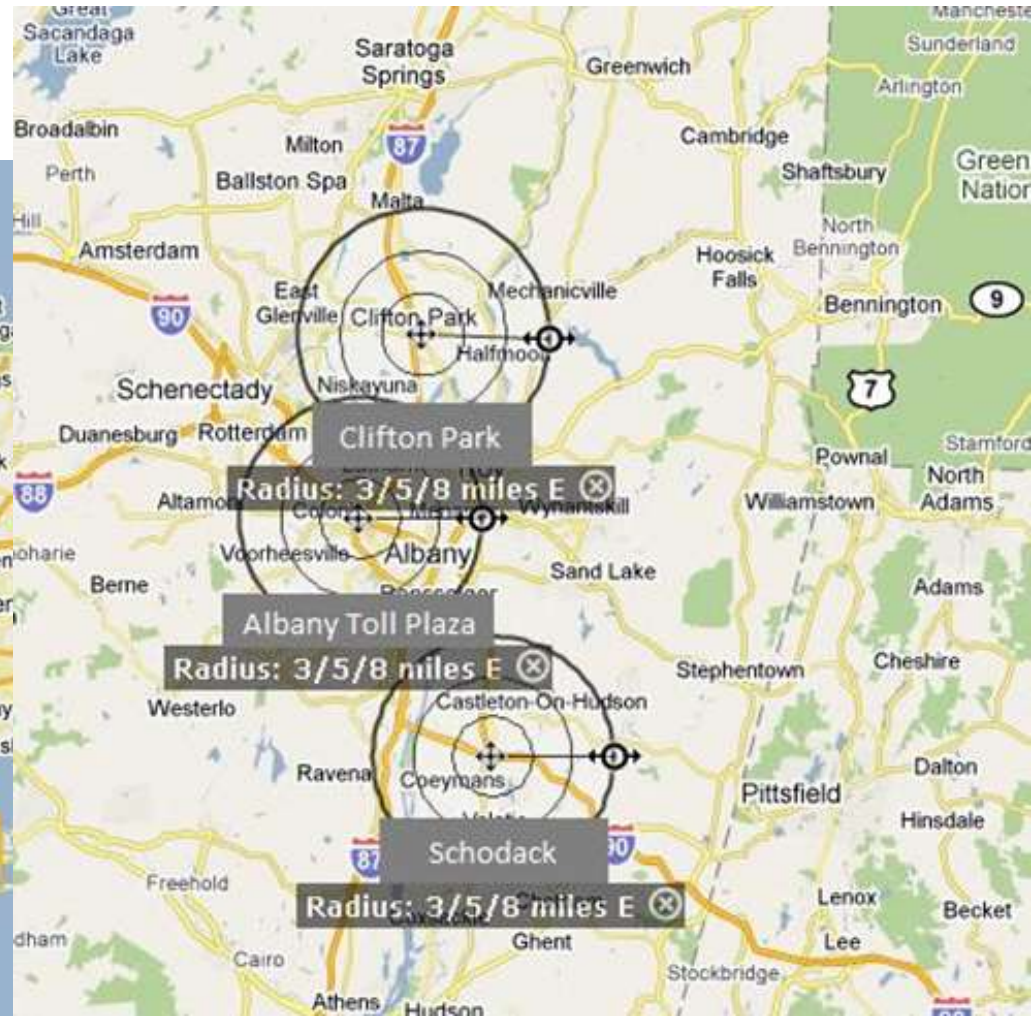 Great
Sacandaga
Lake
Saratoga
Springs
Greenwich
Sunderland
Arlington
Broadalbin
Milton
87
Cambridge
Perth
Ballston Spa
Shaftsbury
Green
Malta
Hill
North
Bennington
Amsterdam
Hoosick
Falls
East
Glenville
Mechanicville
90
Clifton Park
Bennington
9
Halfmoon
Schenectady
Niskayuna
7
Duanesburg
Rotterdam
Clifton Park
Stamford
Pownal
88
Radius: 3/5/8 miles E
Wynantskill
Williamstown
North
Adams
Voorheesville
Albany
Sand Lake
Berne
Adams
Albany Toll Plaza
Radius: 3/5/8 miles E
Stephentown
Cheshire
Westerlo
Castleton-On-Hudson
Ravena
Coeymans
Dalton
Pittsfield
Hinsdale
87
Schodack
90
Freehold
Radius: 3/5/8 miles E
Lenox
Becket
Ghent
Lee
Cairo
Stockbridge
Athens
Hudson